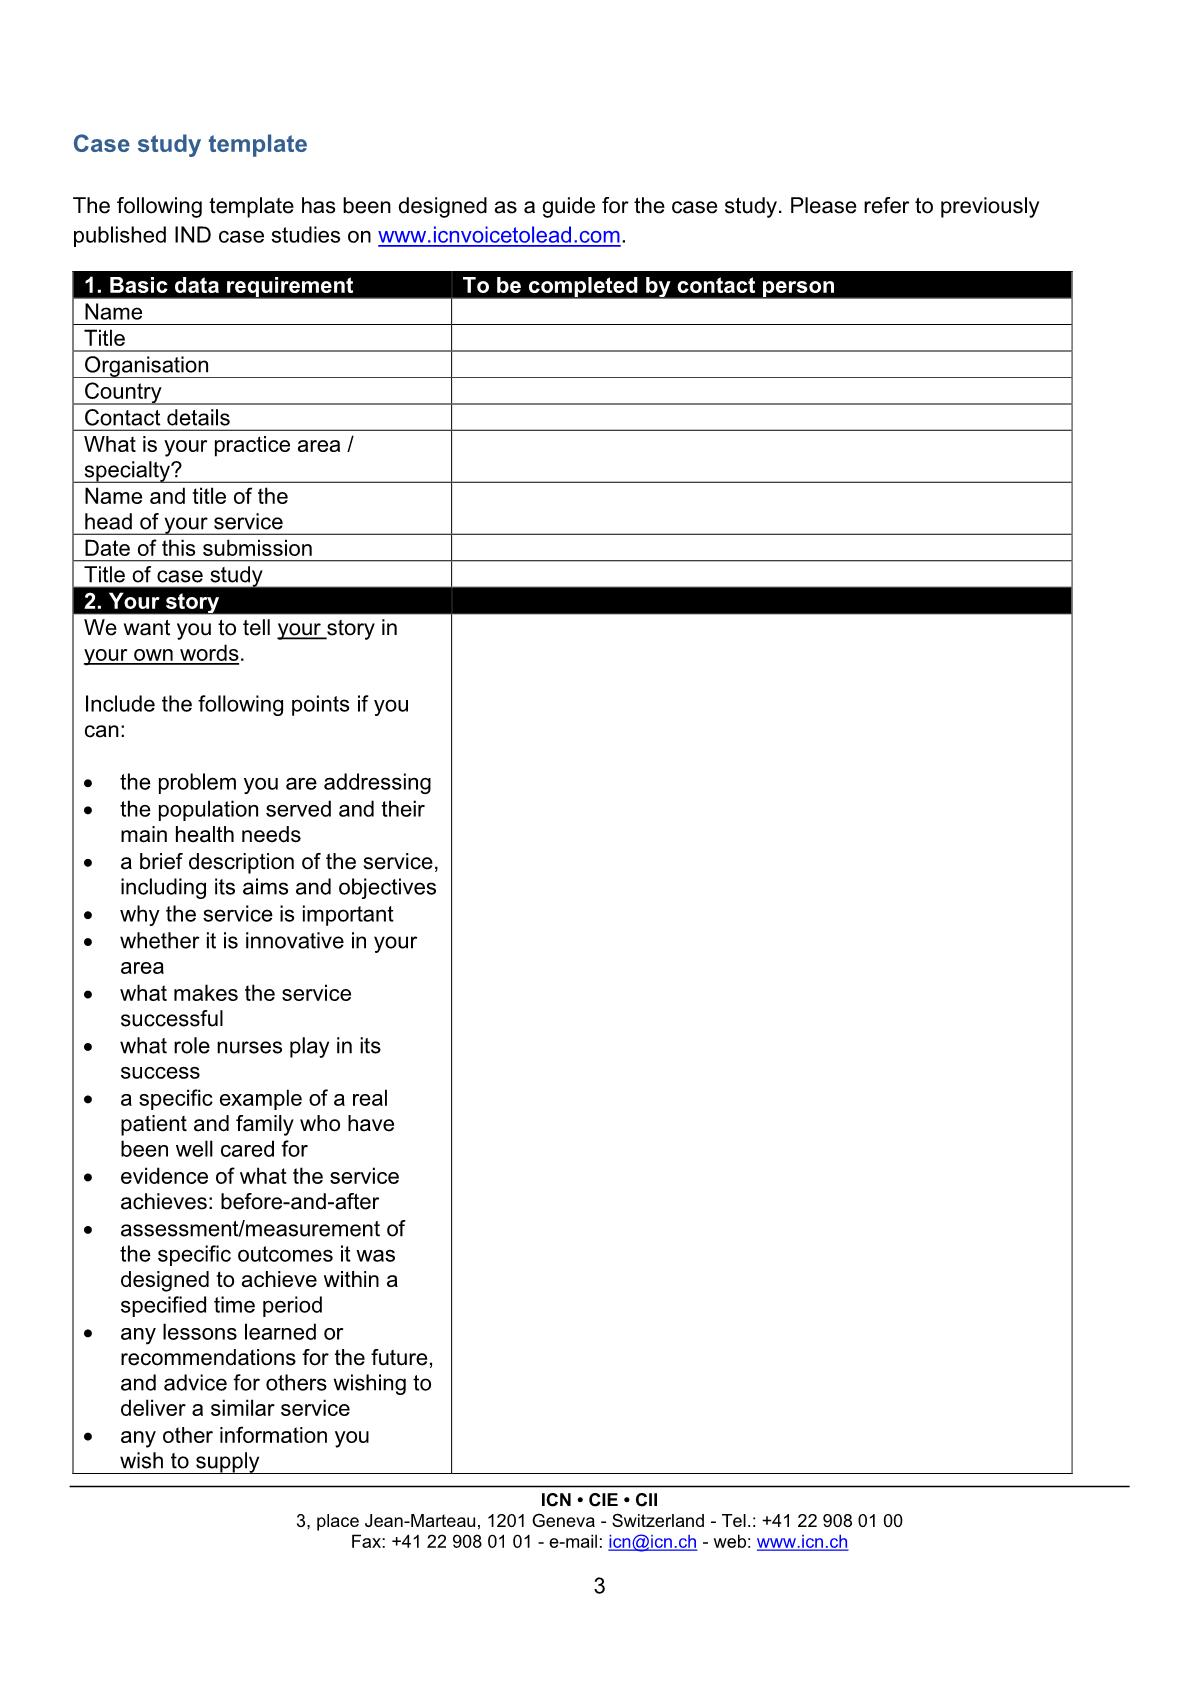 Case study template
The following template has been designed as a guide for the case study. Please refer to previously
published IND case studies on www.icnvoicetolead.com.
1. Basic data requirement To be completed by contact person
Name
Title
Organisation
Country
Contact details
What is your practice area /
specialty?
Name and title of the
head of your service
Date of this submission
Title of case study
2. Your story
We want you to tell your story in
your own words.
Include the following points if you
can:
• the problem you are addressing
• the population served and their
main health needs
• a brief description of the service,
including its aims and objectives
• why the service is important
• whether it is innovative in your
area
• what makes the service
successful
• what role nurses play in its
success
• a specific example of a real
patient and family who have
been well cared for
• evidence of what the service
achieves: before-and-after
• assessment/measurement of
the specific outcomes it was
designed to achieve within a
specified time period
• any lessons learned or
recommendations for the future,
and advice for others wishing to
deliver a similar service
• any other information you
wish to supply
ICN • CIE • CII
3, place Jean-Marteau, 1201 Geneva - Switzerland - Tel.: +41 22 908 01 00
Fax: +41 22 908 01 01 - e-mail: icn@icn.ch - web: www.icn.ch
3